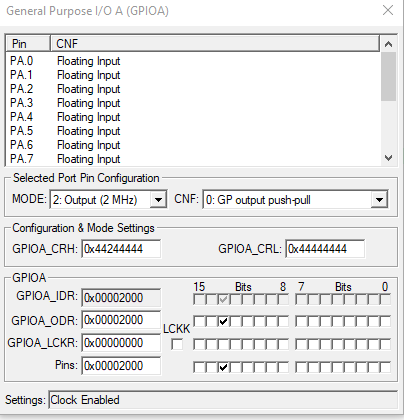 General Purpose I/O A (GPIOA)
Pin CNF
PA.0 Floating Input
PA.1 Floating Input
PA.2 Floating Input
PA.3 Floating Input
PA.4 Floating Input
PA.5 Floating Input
PA.6 Floating Input
PA.7 Floating Input
Selected Port Pin Configuration
MODE: 2: Output (2 MHz) CNF: 0: GP output push-pull
Configuration & Mode Settings
GPIOA_CRH: 0x44244444 GPIOA_CRL: 0x44444444
GPIOA
15 Bits 8 7 Bits 0
GPIOA_IDR: 0x00002000
GPIOA_ODR: 0x00002000
LCKK
GPIOA_LCKR: 0x00000000
Pins: 0x00002000
Settings: Clock Enabled